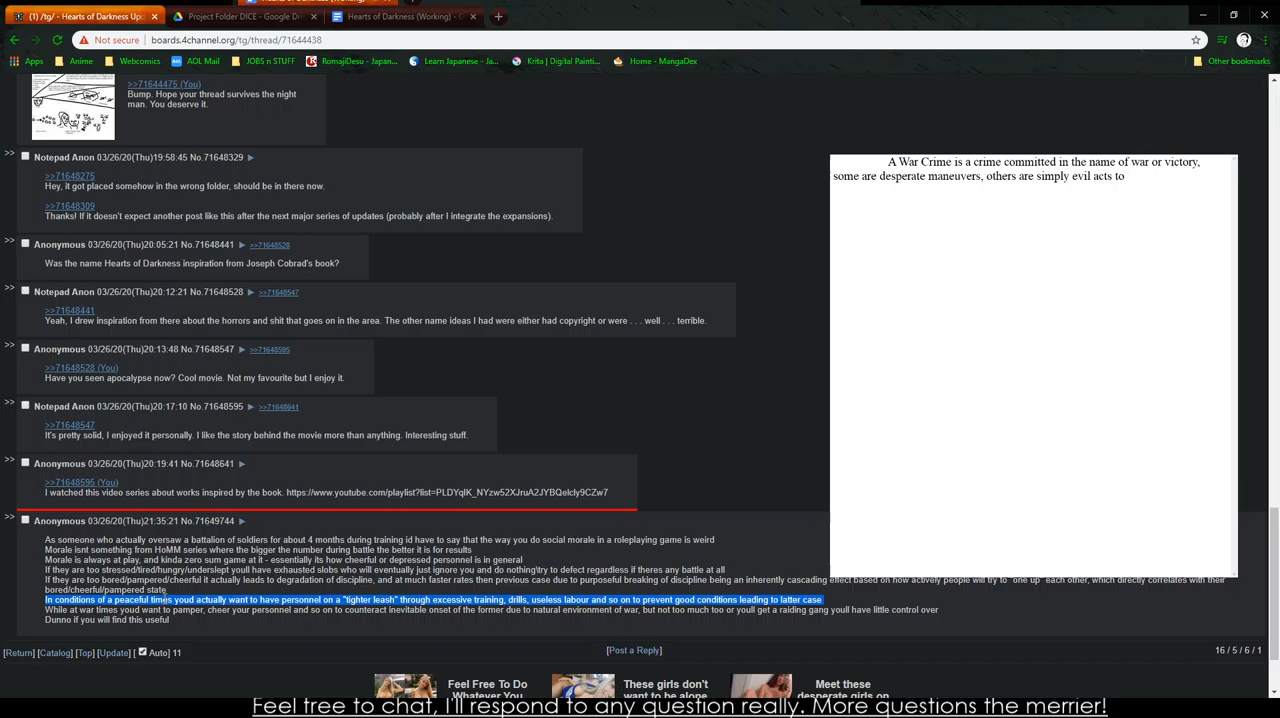 (1) /tg/ - Hearts of Darkness Up
Project Folder DICE - Google Dr
Hearts of Darkness (Working) - G
Not secure | boards.4channel.org/tg/thread/71644438
Apps
Anime
Webcomics
AOL Mail
JOBS n STUFF
RomajiDesu - Japan...
Learn Japanese - Ja...
Krita | Digital Painti...
Home - MangaDex
Other bookmarks
>>71644475 (You)
Bump. Hope your thread survives the night
man. You deserve it.
>> Notepad Anon 03/26/20(Thu)19:58:45 No.71648329
>>71648275
Hey, it got placed somehow in the wrong folder, should be in there now.
>>71648309
Thanks! If it doesn't expect another post like this after the next major series of updates (probably after I integrate the expansions).
>> Anonymous 03/26/20(Thu)20:05:21 No.71648441 >>71648528
Was the name Hearts of Darkness inspiration from Joseph Cobrad's book?
>> Notepad Anon 03/26/20(Thu)20:12:21 No.71648528 >>71648547
>>71648441
Yeah, I drew inspiration from there about the horrors and shit that goes on in the area. The other name ideas I had were either had copyright or were . . . well . . . terrible.
>> Anonymous 03/26/20(Thu)20:13:48 No.71648547 >>71648595
>>71648528 (You)
Have you seen apocalypse now? Cool movie. Not my favourite but I enjoy it.
>> Notepad Anon 03/26/20(Thu)20:17:10 No.71648595 >>71648641
>>71648547
It's pretty solid, I enjoyed it personally. I like the story behind the movie more than anything. Interesting stuff.
>> Anonymous 03/26/20(Thu)20:19:41 No.71648641
>>71648595 (You)
I watched this video series about works inspired by the book.
>> Anonymous 03/26/20(Thu)21:35:21 No.71649744
As someone who actually oversaw a battalion of soldiers for about 4 months during training id have to say that the way you do social morale in a roleplaying game is weird
Morale isnt something from HoMM series where the bigger the number during battle the better it is for results
Morale is always at play, and kinda zero sum game at it - essentially its how cheerful or depressed personnel is in general
If they are too stressed/tired/hungry/underslept youll have exhausted slobs who will eventually just ignore you and do nothing\try to defect regardless if theres any battle at all
If they are too bored/pampered/cheerful it actually leads to degradation of discipline, and at much faster rates then previous case due to purposeful breaking of discipline being an inherently cascading effect based on how actively people will try to "one up" each other, which directly correlates with their
bored/cheerful/pampered state
In conditions of a peaceful times youd actually want to have personnel on a "tighter leash" through excessive training, drills, useless labour and so on to prevent good conditions leading to latter case
While at war times youd want to pamper, cheer your personnel and so on to counteract inevitable onset of the former due to natural environment of war, but not too much too or youll get a raiding gang youll have little control over
Dunno if you will find this useful
A War Crime is a crime committed in the name of war or victory,
some are desperate maneuvers, others are simply evil acts to
[Return] [Catalog] [Top] [Update] [ Auto] 11
[Post a Reply]
16 / 5 / 6 / 1
Feel Free To Do
Whatever You
These girls don't
want to be alone
Meet these
desperate girls on
Feel free to chat, I'll respond to any question really. More questions the merrier!